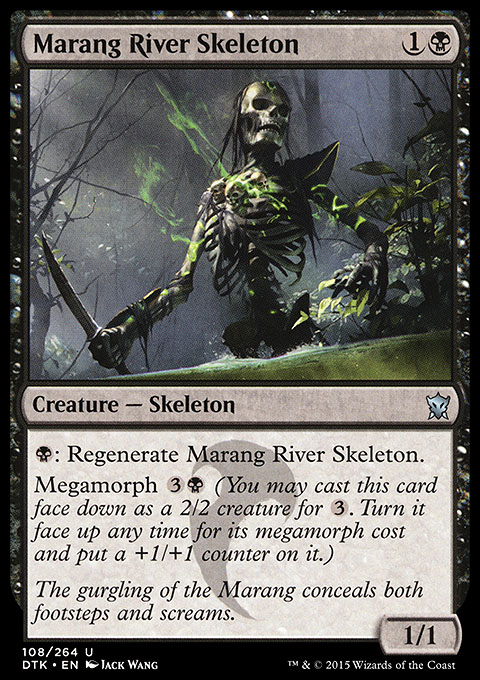 Marang River Skeleton 1
Creature — Skeleton
: Regenerate Marang River Skeleton.
Megamorph 3 (You may cast this card
face down as a 2/2 creature for 3. Turn it
face up any time for its megamorph cost
and put a +1/+1 counter on it.)
The gurgling of the Marang conceals both
footsteps and screams.
1/1
108/264 U
DTK • EN Jack Wang
™ & © 2015 Wizards of the Coast